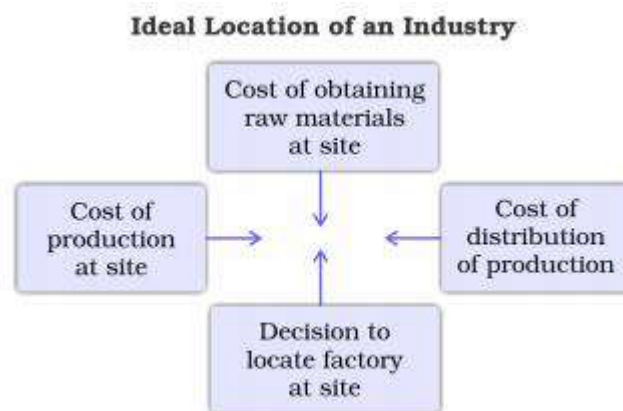 Ideal Location of an Industry
Cost of obtaining
raw materials
at site
Cost of
production
at site
Cost of
distribution
of production
Decision to
locate factory
at site